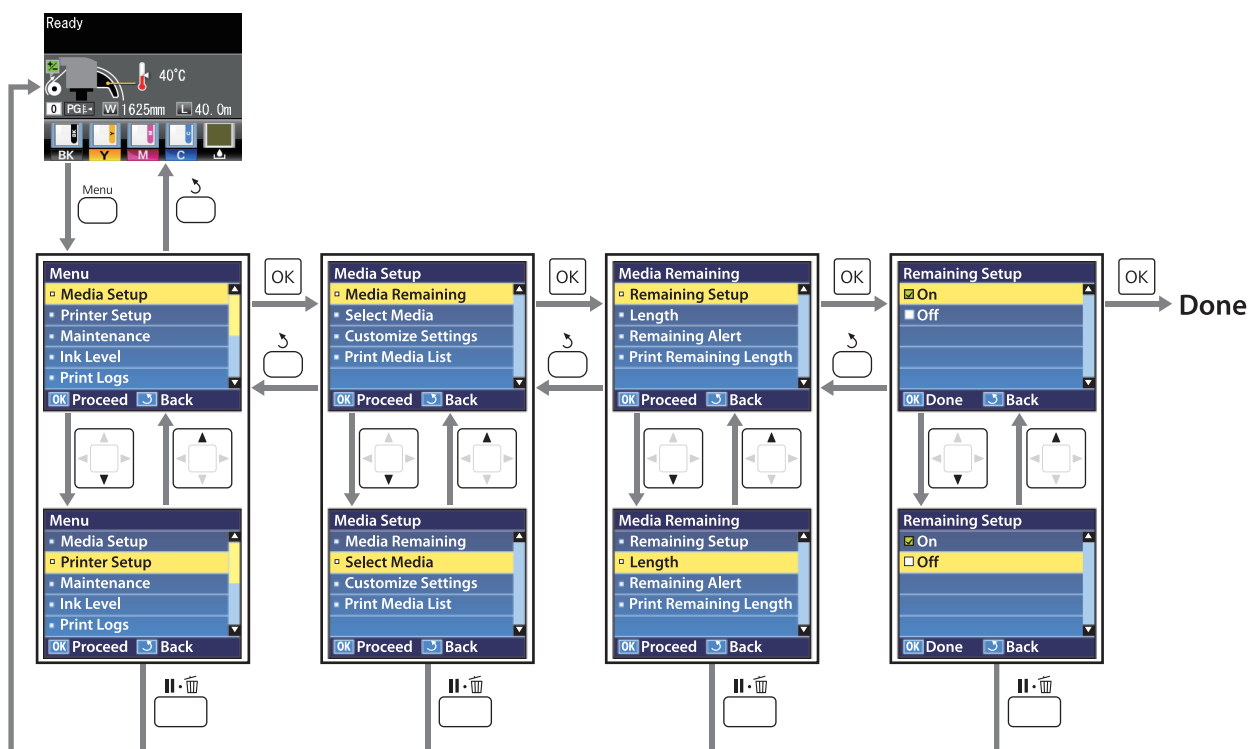 Ready
40°C
0 PG W 1625mm L 40.0m
BK Y M C
BK Y M C
Menu
Menu
Media Setup
Printer Setup
Maintenance
Ink Level
Print Logs
OK Proceed Back
OK
Media Setup
Media Remaining
Select Media
Customize Settings
Print Media List
OK Proceed Back
OK
Media Remaining
Remaining Setup
Length
Remaining Alert
Print Remaining Length
OK Proceed Back
OK
Remaining Setup
On
Off
OK Done Back
OK
Done
Menu
Media Setup
Printer Setup
Maintenance
Ink Level
Print Logs
OK Proceed Back
Media Setup
Media Remaining
Select Media
Customize Settings
Print Media List
OK Proceed Back
Media Remaining
Remaining Setup
Length
Remaining Alert
Print Remaining Length
OK Proceed Back
Remaining Setup
On
Off
OK Done Back